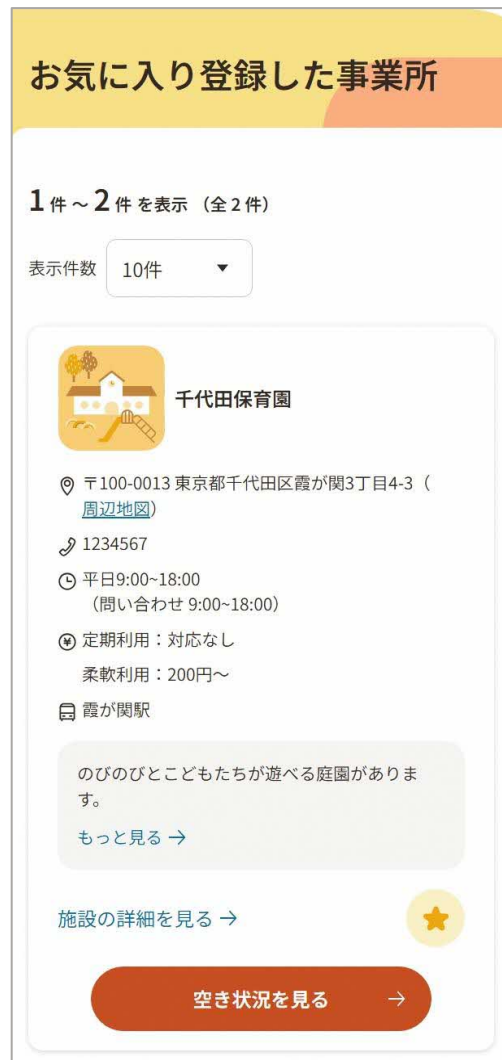 お気に入り登録した事業所
1件～2件を表示（全2件）
表示件数 10件
千代田保育園
〒100-0013 東京都千代田区霞が関3丁目4-3（
周辺地図）
1234567
平日9:00~18:00
（問い合わせ 9:00~18:00）
定期利用：対応なし
柔軟利用：200円～
霞が関駅
のびのびとこどもたちが遊べる庭園がありま
す。
もっと見る→
施設の詳細を見る→
空き状況を見る →